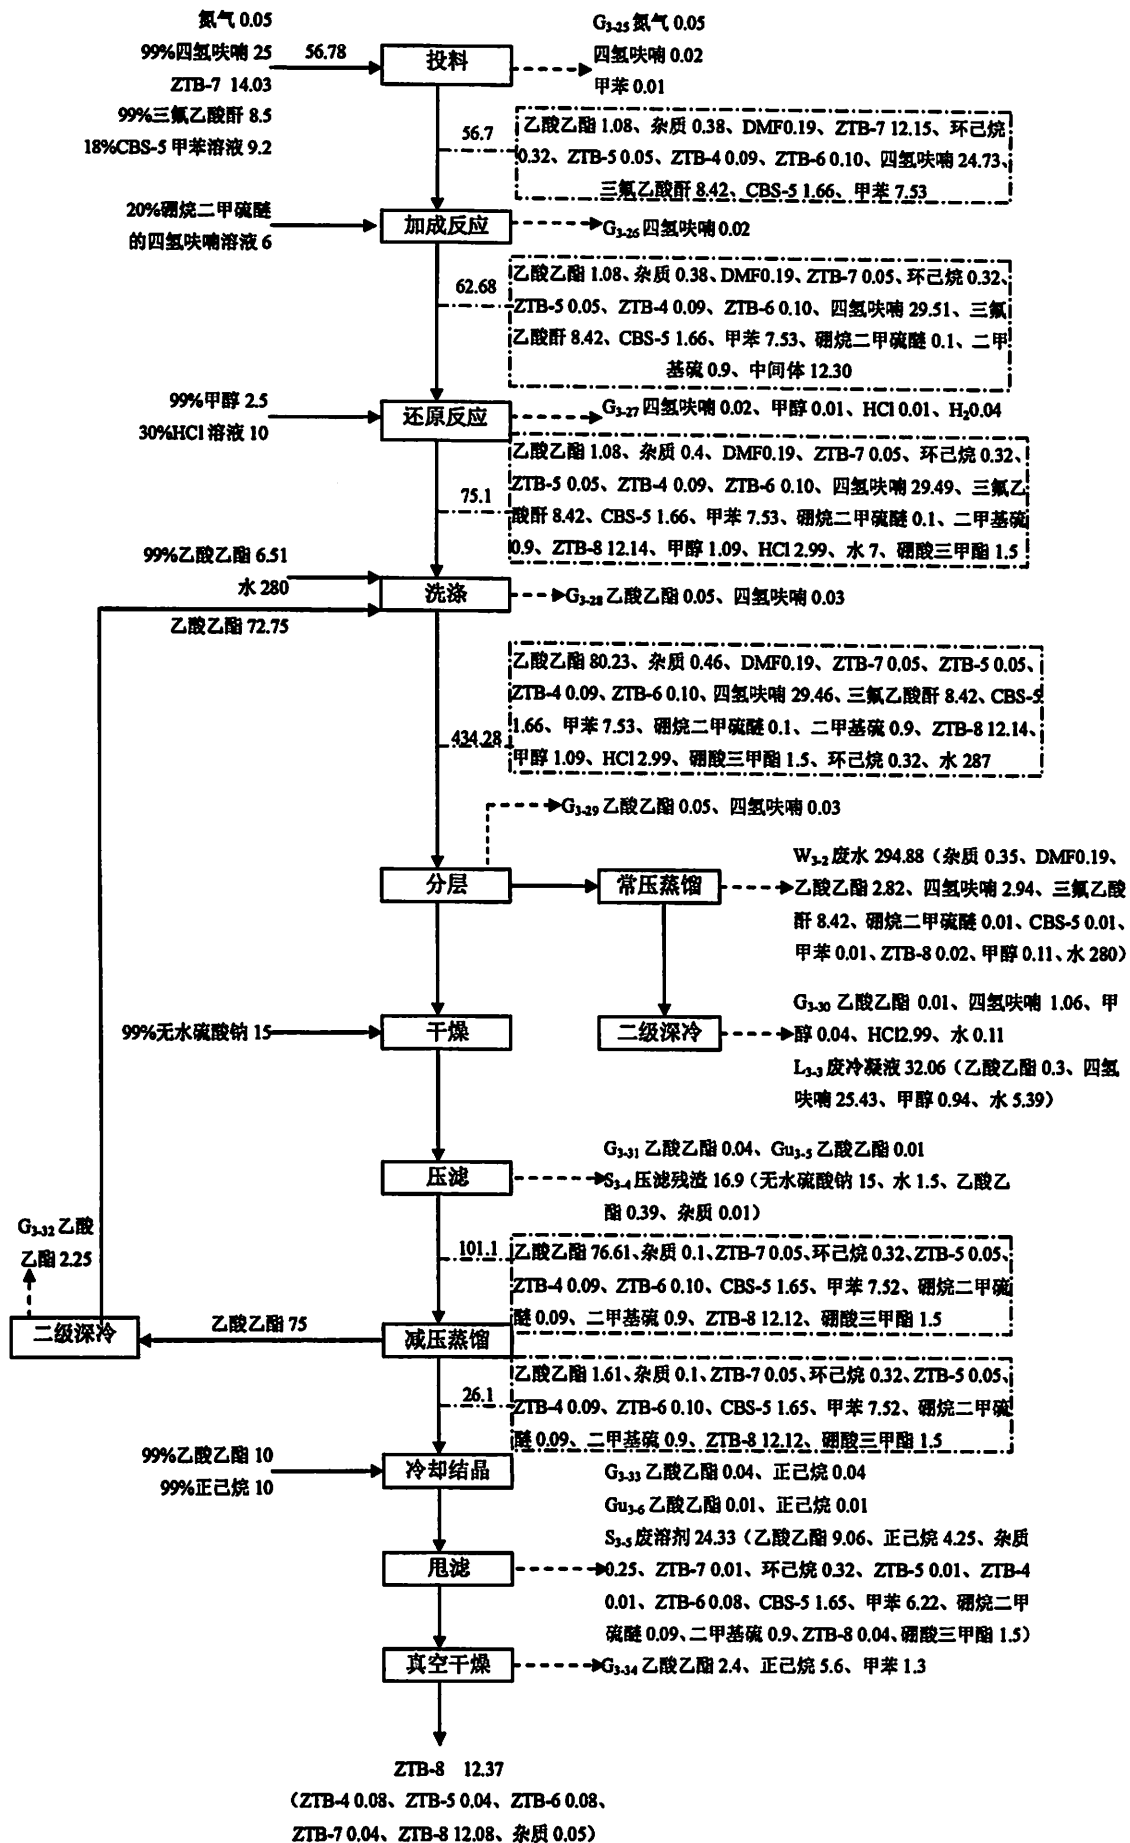 氮气 0.05
99%四氢呋喃 25
ZTB-7 14.03
99%三氟乙酸酐 8.5
18%CBS-5 甲苯溶液 9.2
56.78
投料
G3-25 氮气 0.05
四氢呋喃 0.02
甲苯 0.01
56.7
乙酸乙酯 1.08、杂质 0.38、DMF0.19、ZTB-7 12.15、环己烷
0.32、ZTB-5 0.05、ZTB-4 0.09、ZTB-6 0.10、四氢呋喃 24.73、
三氟乙酸酐 8.42、CBS-5 1.66、甲苯 7.53
20%硼烷二甲硫醚
的四氢呋喃溶液 6
加成反应
G3-26 四氢呋喃 0.02
62.68
乙酸乙酯 1.08、杂质 0.38、DMF0.19、ZTB-7 0.05、环己烷 0.32、
ZTB-5 0.05、ZTB-4 0.09、ZTB-6 0.10、四氢呋喃 29.51、三氟
乙酸酐 8.42、CBS-5 1.66、甲苯 7.53、硼烷二甲硫醚 0.1、二甲
基硫 0.9、中间体 12.30
99%甲醇 2.5
30%HCl 溶液 10
还原反应
G3-27 四氢呋喃 0.02、甲醇 0.01、HCl 0.01、H20.04
75.1
乙酸乙酯 1.08、杂质 0.4、DMF0.19、ZTB-7 0.05、环己烷 0.32、
ZTB-5 0.05、ZTB-4 0.09、ZTB-6 0.10、四氢呋喃 29.49、三氟乙
酸酐 8.42、CBS-5 1.66、甲苯 7.53、硼烷二甲硫醚 0.1、二甲基硫
0.9、ZTB-8 12.14、甲醇 1.09、HCl 2.99、水 7、硼酸三甲酯 1.5
99%乙酸乙酯 6.51
水 280
乙酸乙酯 72.75
洗涤
G3-28 乙酸乙酯 0.05、四氢呋喃 0.03
434.28
乙酸乙酯 80.23、杂质 0.46、DMF0.19、ZTB-7 0.05、ZTB-5 0.05、
ZTB-4 0.09、ZTB-6 0.10、四氢呋喃 29.46、三氟乙酸酐 8.42、CBS-5
1.66、甲苯 7.53、硼烷二甲硫醚 0.1、二甲基硫 0.9、ZTB-8 12.14、
甲醇 1.09、HCl 2.99、硼酸三甲酯 1.5、环己烷 0.32、水 287
G3-29 乙酸乙酯 0.05、四氢呋喃 0.03
分层
常压蒸馏
W3-2 废水 294.88（杂质 0.35、DMF0.19、
乙酸乙酯 2.82、四氢呋喃 2.94、三氟乙酸
酐 8.42、硼烷二甲硫醚 0.01、CBS-5 0.01、
甲苯 0.01、ZTB-8 0.02、甲醇 0.11、水 280）
99%无水硫酸钠 15
干燥
二级深冷
G3-30 乙酸乙酯 0.01、四氢呋喃 1.06、甲
醇 0.04、HCl2.99、水 0.11
L3-3 废冷凝液 32.06（乙酸乙酯 0.3、四氢
呋喃 25.43、甲醇 0.94、水 5.39）
压滤
G3-31 乙酸乙酯 0.04、Gu3-5 乙酸乙酯 0.01
S3-4 压滤残渣 16.9（无水硫酸钠 15、水 1.5、乙酸乙
酯 0.39、杂质 0.01）
G3-32 乙酸
乙酯 2.25
101.1
乙酸乙酯 76.61、杂质 0.1、ZTB-7 0.05、环己烷 0.32、ZTB-5 0.05、
ZTB-4 0.09、ZTB-6 0.10、CBS-5 1.65、甲苯 7.52、硼烷二甲硫
醚 0.09、二甲基硫 0.9、ZTB-8 12.12、硼酸三甲酯 1.5
二级深冷
乙酸乙酯 75
减压蒸馏
26.1
乙酸乙酯 1.61、杂质 0.1、ZTB-7 0.05、环己烷 0.32、ZTB-5 0.05、
ZTB-4 0.09、ZTB-6 0.10、CBS-5 1.65、甲苯 7.52、硼烷二甲硫
醚 0.09、二甲基硫 0.9、ZTB-8 12.12、硼酸三甲酯 1.5
99%乙酸乙酯 10
99%正己烷 10
冷却结晶
G3-33 乙酸乙酯 0.04、正己烷 0.04
Gu3-6 乙酸乙酯 0.01、正己烷 0.01
S3-5 废溶剂 24.33（乙酸乙酯 9.06、正己烷 4.25、杂质
0.25、ZTB-7 0.01、环己烷 0.32、ZTB-5 0.01、ZTB-4
0.01、ZTB-6 0.08、CBS-5 1.65、甲苯 6.22、硼烷二甲
硫醚 0.09、二甲基硫 0.9、ZTB-8 0.04、硼酸三甲酯 1.5）
甩滤
真空干燥
G3-34 乙酸乙酯 2.4、正己烷 5.6、甲苯 1.3
ZTB-8 12.37
（ZTB-4 0.08、ZTB-5 0.04、ZTB-6 0.08、
ZTB-7 0.04、ZTB-8 12.08、杂质 0.05）